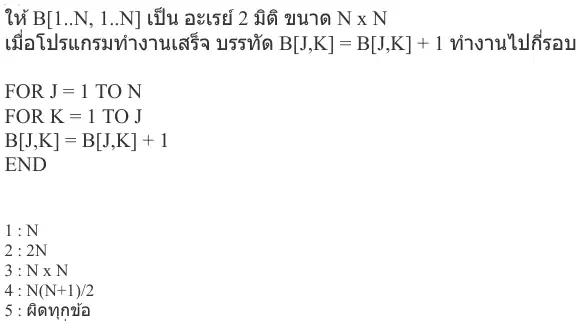 ให้ B[1..N, 1..N] เป็น อะเรย์ 2 มิติ ขนาด N x N
เมื่อโปรแกรมทำงานเสร็จ บรรทัด B[J,K] = B[J,K] + 1 ทำงานไปกี่รอบ
FOR J = 1 TO N
FOR K = 1 TO J
B[J,K] = B[J,K] + 1
END
1 : N
2 : 2N
3 : N x N
4 : N(N+1)/2
5 : ผิดทุกข้อ